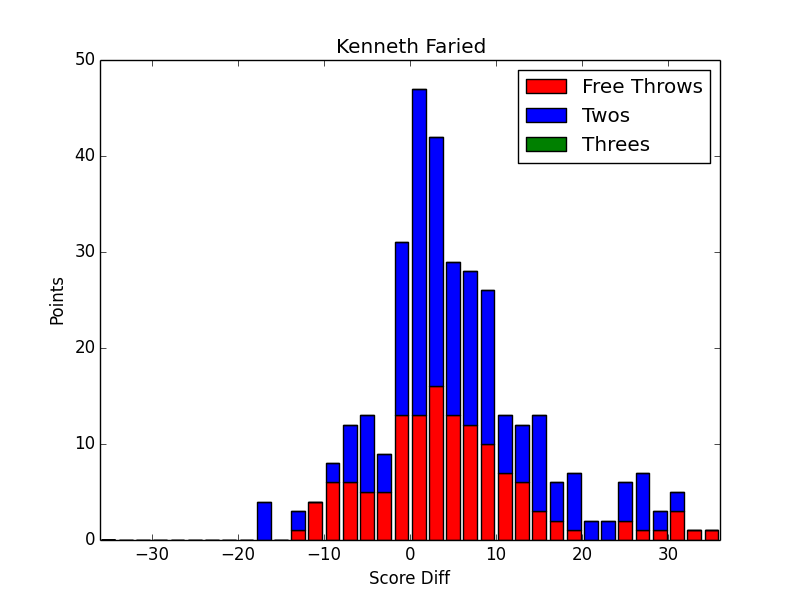 Kenneth Faried
Free Throws
Twos
Threes
50
40
30
20
10
0
Points
−30 −20 −10 0 10 20 30
Score Diff